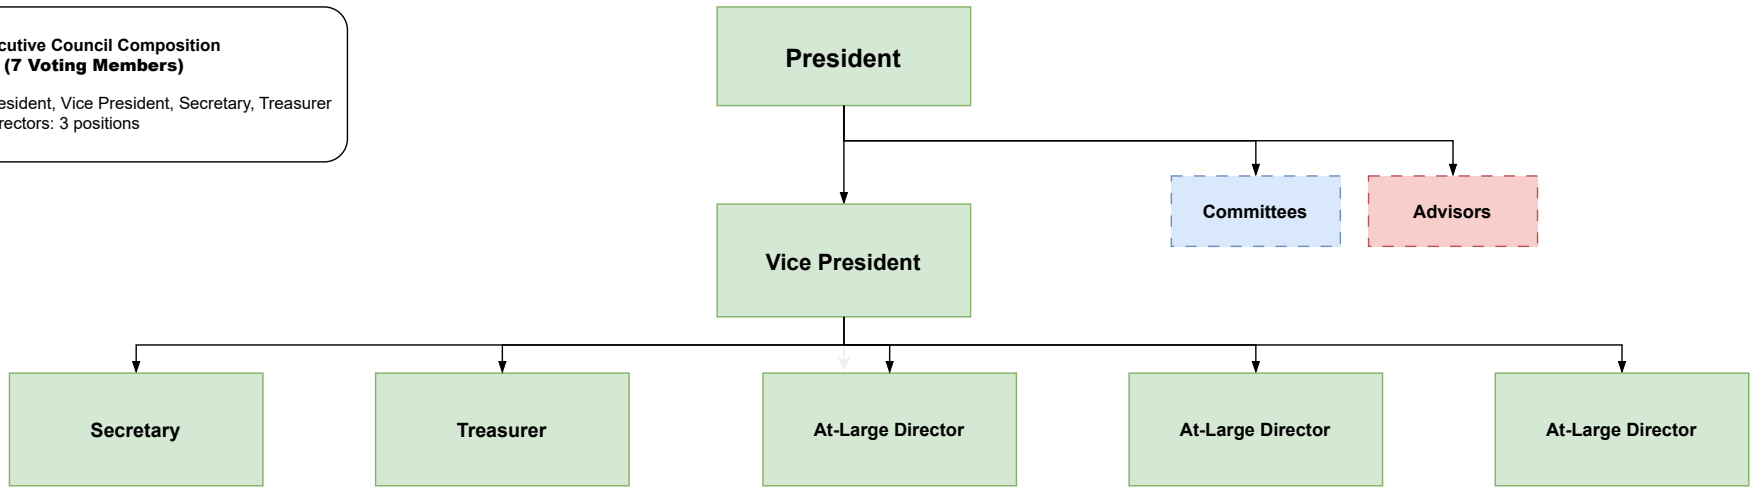 cutive Council Composition
(7 Voting Members)
esident, Vice President, Secretary, Treasurer
rectors: 3 positions
President
Committees
Advisors
Vice President
Secretary
Treasurer
At-Large Director
At-Large Director
At-Large Director